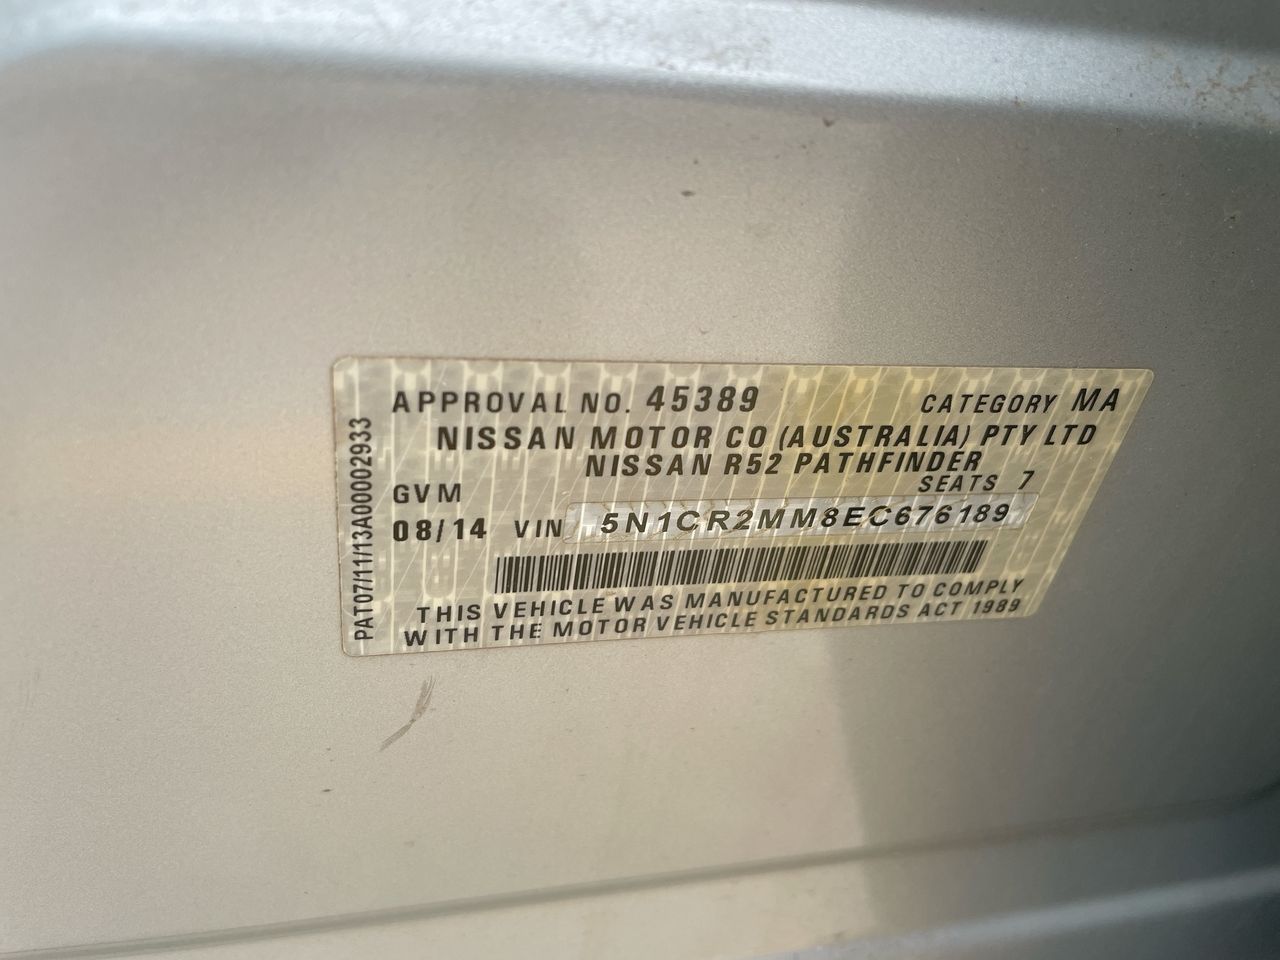 APPROVAL NO. 45389 CATEGORY MA
NISSAN MOTOR CO (AUSTRALIA) PTY LTD
NISSAN R52 PATHFINDER
GVM SEATS 7
08/14 VIN 5N1CR2MM8EC676189
THIS VEHICLE WAS MANUFACTURED TO COMPLY
WITH THE MOTOR VEHICLE STANDARDS ACT 1989
PAT07/11/13A00002933